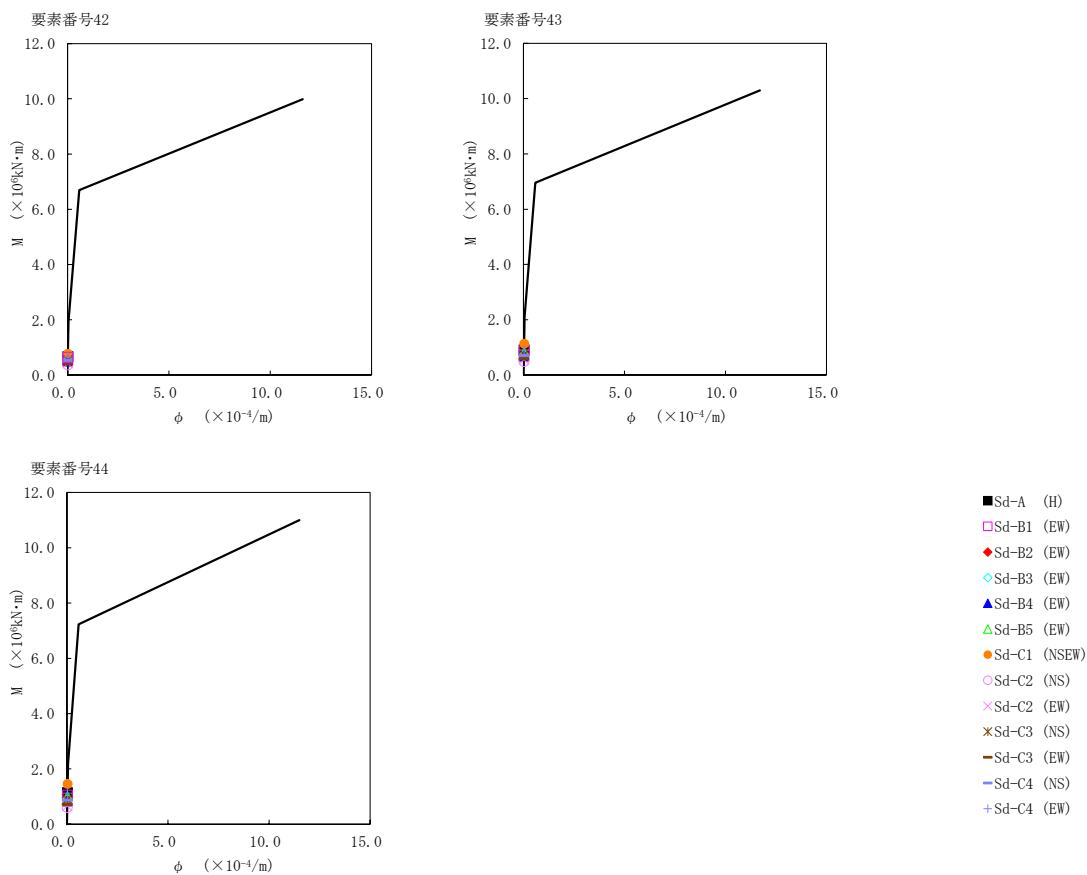 要素番号42
12.0
10.0
8.0
6.0
4.0
2.0
0.0
M (×10⁶kN・m)
0.0 5.0 10.0 15.0
φ (×10⁻⁴/m)
要素番号43
12.0
10.0
8.0
6.0
4.0
2.0
0.0
M (×10⁶kN・m)
0.0 5.0 10.0 15.0
φ (×10⁻⁴/m)
要素番号44
12.0
10.0
8.0
6.0
4.0
2.0
0.0
M (×10⁶kN・m)
0.0 5.0 10.0 15.0
φ (×10⁻⁴/m)
Sd-A (H)
Sd-B1 (EW)
Sd-B2 (EW)
Sd-B3 (EW)
Sd-B4 (EW)
Sd-B5 (EW)
Sd-C1 (NSEW)
Sd-C2 (NS)
Sd-C2 (EW)
Sd-C3 (NS)
Sd-C3 (EW)
Sd-C4 (NS)
Sd-C4 (EW)